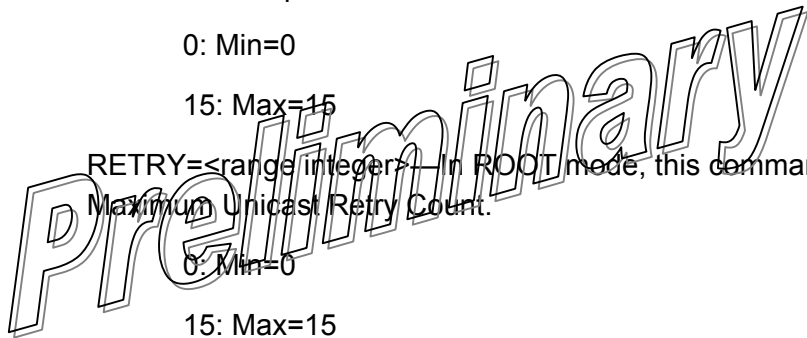 0: Min=0
15: Max=15
RETRY=<range integer>—In ROOT mode, this comma
Maximum Unicast Retry Count.
0: Min=0
15: Max=15
Preliminary